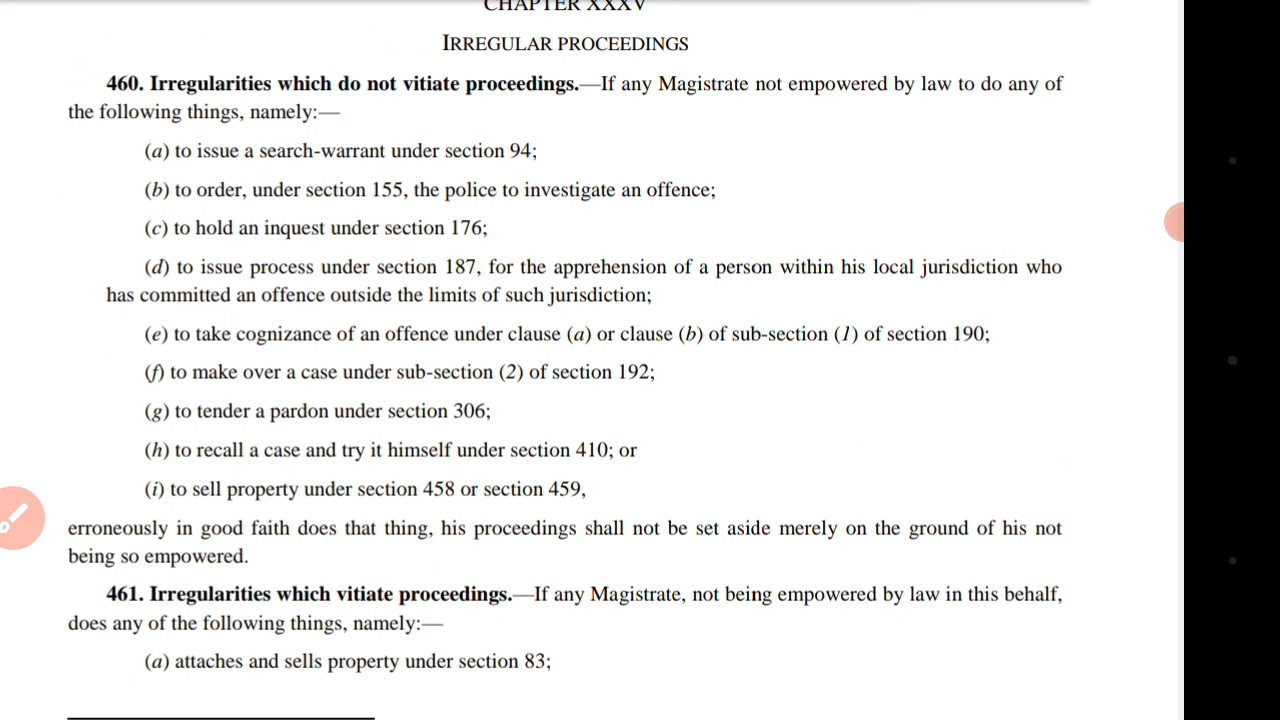 CHAPTER XXXV
IRREGULAR PROCEEDINGS
460. Irregularities which do not vitiate proceedings.—If any Magistrate not empowered by law to do any of
the following things, namely:—
(a) to issue a search-warrant under section 94;
(b) to order, under section 155, the police to investigate an offence;
(c) to hold an inquest under section 176;
(d) to issue process under section 187, for the apprehension of a person within his local jurisdiction who
has committed an offence outside the limits of such jurisdiction;
(e) to take cognizance of an offence under clause (a) or clause (b) of sub-section (1) of section 190;
(f) to make over a case under sub-section (2) of section 192;
(g) to tender a pardon under section 306;
(h) to recall a case and try it himself under section 410; or
(i) to sell property under section 458 or section 459,
erroneously in good faith does that thing, his proceedings shall not be set aside merely on the ground of his not
being so empowered.
461. Irregularities which vitiate proceedings.—If any Magistrate, not being empowered by law in this behalf,
does any of the following things, namely:—
(a) attaches and sells property under section 83;